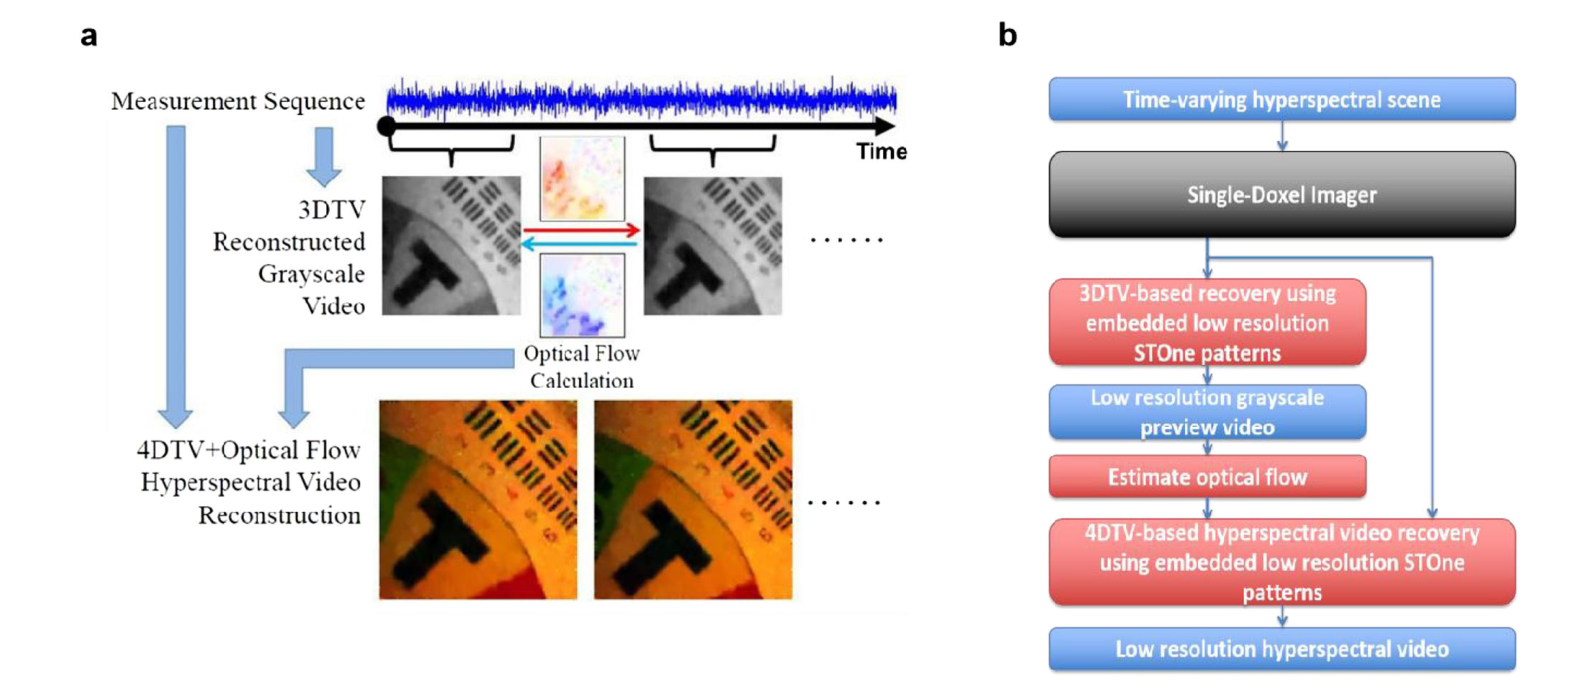 a
Measurement Sequence
Time
3DTV
Reconstructed
Grayscale
Video
......
Optical Flow
Calculation
4DTV+Optical Flow
Hyperspectral Video
Reconstruction
......
b
Time-varying hyperspectral scene
Single-Doxel Imager
3DTV-based recovery using
embedded low resolution
STOne patterns
Low resolution grayscale
preview video
Estimate optical flow
4DTV-based hyperspectral video recovery
using embedded low resolution STOne
patterns
Low resolution hyperspectral video